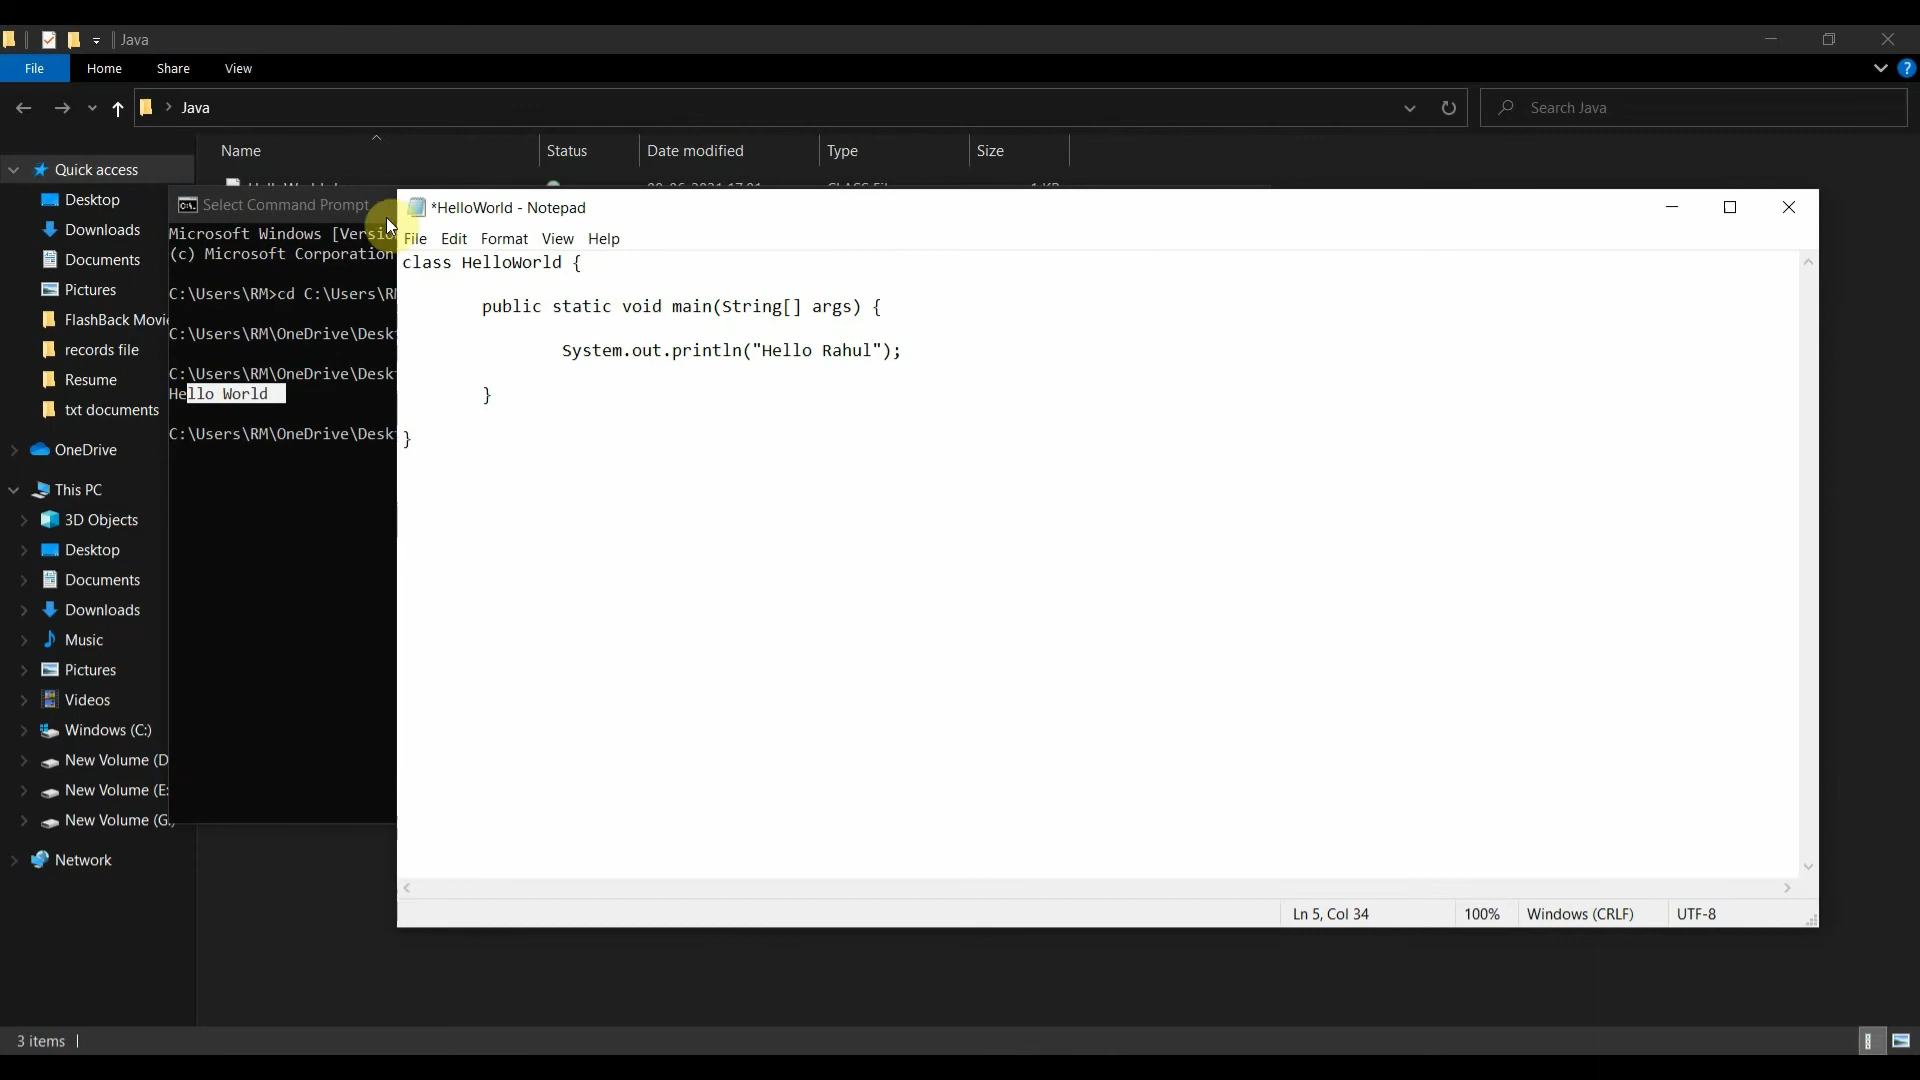 Java
File
Home
Share
View
Java
Search Java
Name
Status
Date modified
Type
Size
Quick access
Desktop
Downloads
Documents
Pictures
FlashBack Movie
records file
Resume
txt documents
OneDrive
This PC
3D Objects
Desktop
Documents
Downloads
Music
Pictures
Videos
Windows (C:)
New Volume (D
New Volume (E:
New Volume (G:)
Network
3 items
Select Command Prompt
Microsoft Windows [Versio
(c) Microsoft Corporation
C:\Users\RM>cd C:\Users\RM
C:\Users\RM\OneDrive\Deskt
C:\Users\RM\OneDrive\Deskt
Hello World
C:\Users\RM\OneDrive\Deskt
*HelloWorld - Notepad
File Edit Format View Help
class HelloWorld {
public static void main(String[] args) {
System.out.println("Hello Rahul");
}
}
Ln 5, Col 34
100%
Windows (CRLF)
UTF-8